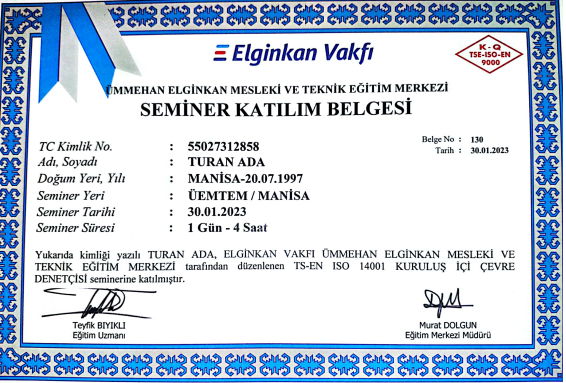 Elginkan Vakfı
K-Q
TSE-ISO-EN
9000
ÜMMEHAN ELGİNKAN MESLEKİ VE TEKNİK EĞİTİM MERKEZİ
SEMİNER KATILIM BELGESİ
Belge No : 130
Tarih : 30.01.2023
TC Kimlik No. : 55027312858
Adı, Soyadı : TURAN ADA
Doğum Yeri, Yılı : MANİSA-20.07.1997
Seminer Yeri : ÜEMTEM / MANİSA
Seminer Tarihi : 30.01.2023
Seminer Süresi : 1 Gün - 4 Saat
Yukarıda kimliği yazılı TURAN ADA, ELGİNKAN VAKFI ÜMMEHAN ELGİNKAN MESLEKİ VE
TEKNİK EĞİTİM MERKEZİ tarafından düzenlenen TS-EN ISO 14001 KURULUŞ İÇİ ÇEVRE
DENETÇİSİ seminerine katılmıştır.
Teyfik BIYIKLI
Eğitim Uzmanı
Murat DOLGUN
Eğitim Merkezi Müdürü